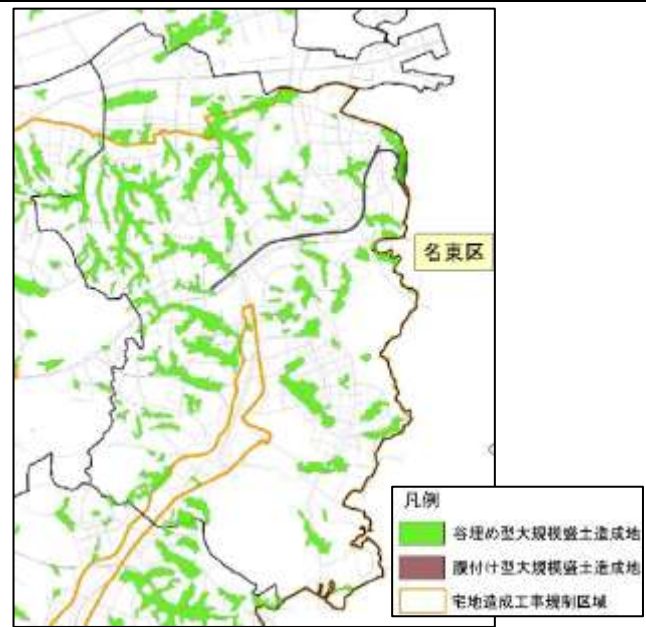 名東区
凡例
谷埋め型大規模盛土造成地
腹付け型大規模盛土造成地
宅地造成工事規制区域